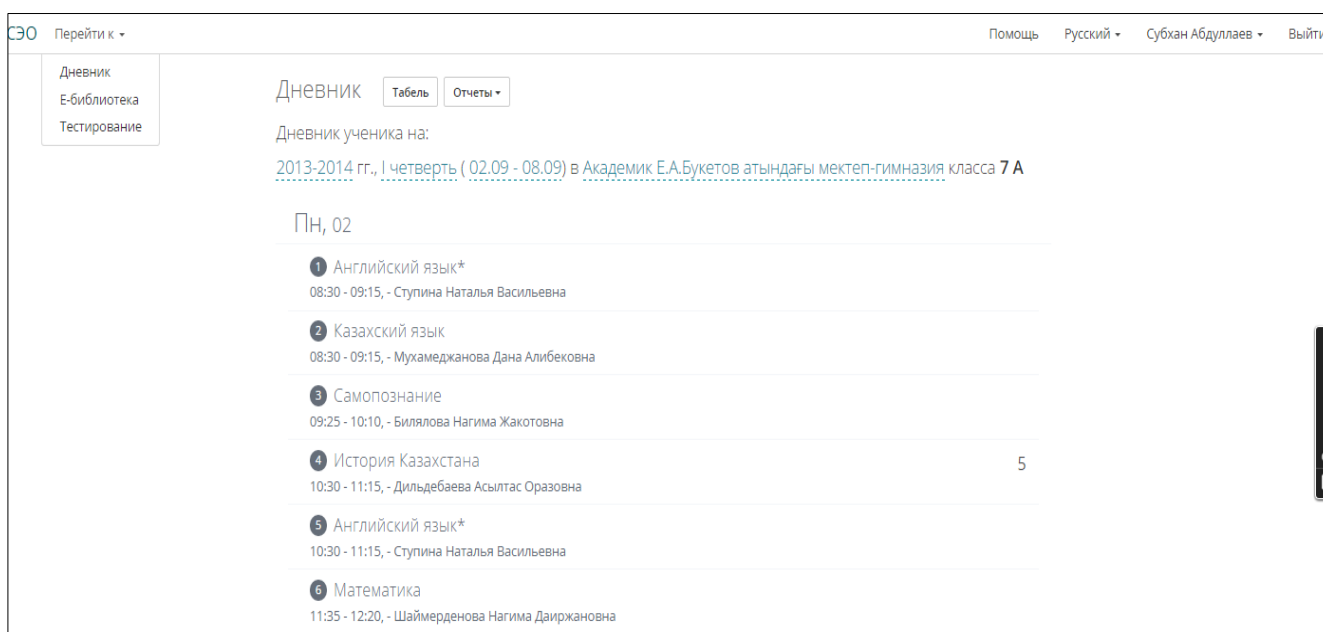 СЭО Перейти к Помощь Русский Субхан Абдуллаев Выйти
Дневник
Е-библиотека
Тестирование
Дневник Табель Отчеты
Дневник ученика на:
2013-2014 гг., I четверть ( 02.09 - 08.09) в Академик Е.А.Букетов атындағы мектеп-гимназия класса 7 А
Пн, 02
1 Английский язык*
08:30 - 09:15, - Ступина Наталья Васильевна
2 Казахский язык
08:30 - 09:15, - Мухамеджанова Дана Алибековна
3 Самопознание
09:25 - 10:10, - Билялова Нагима Жакотовна
4 История Казахстана 5
10:30 - 11:15, - Дильдебаева Асылтас Оразовна
5 Английский язык*
10:30 - 11:15, - Ступина Наталья Васильевна
6 Математика
11:35 - 12:20, - Шаймерденова Нагима Даиржановна